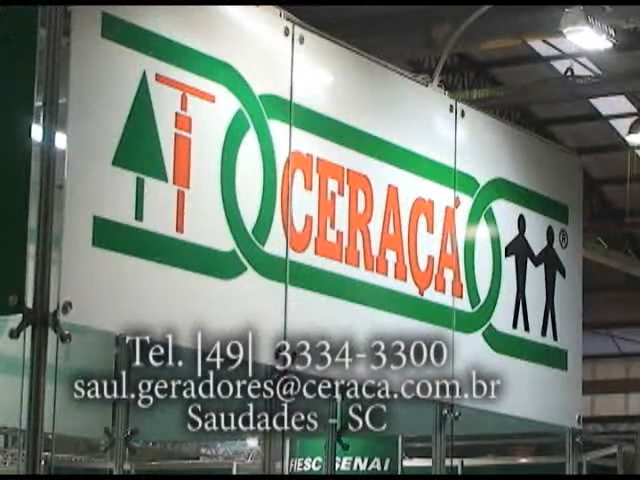 CERAÇÁ
®
Tel. |49| 3334-3300
saul.geradores@ceraca.com.br
Saudades - SC
FIESC SENAI